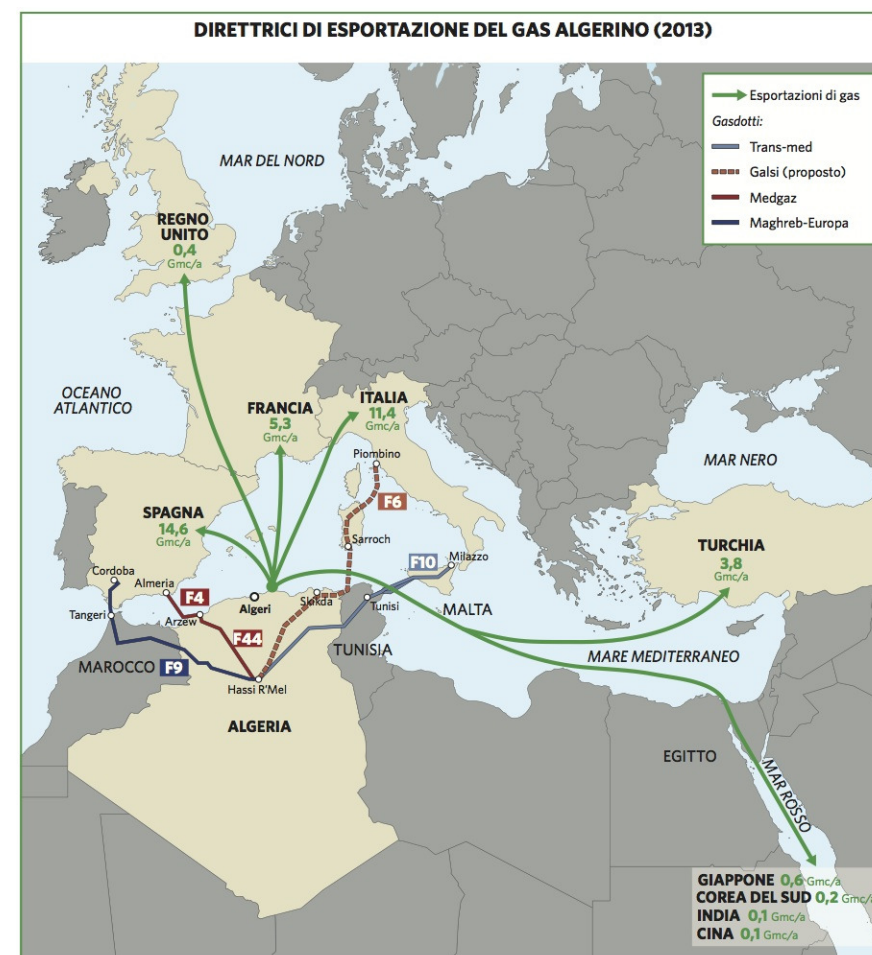 DIRETTRICI DI ESPORTAZIONE DEL GAS ALGERINO (2013)
Esportazioni di gas
Gasdotti:
Trans-med
Galsi (proposto)
Medgaz
Maghreb-Europa
MAR DEL NORD
REGNO
UNITO
0,4
Gmc/a
OCEANO
ATLANTICO
FRANCIA
5,3
Gmc/a
ITALIA
11,4
Gmc/a
Piombino
MAR NERO
F6
SPAGNA
14,6
Gmc/a
Sarroch
TURCHIA
3,8
Gmc/a
Milazzo
F10
Cordoba
Almeria
F4
Algeri
Skikda
Tunisi
MALTA
Tangeri
Arzew
F44
TUNISIA
MARE MEDITERRANEO
MAROCCO
F9
Hassi R'Mel
ALGERIA
EGITTO
MAR ROSSO
GIAPPONE 0,6 Gmc/a
COREA DEL SUD 0,2 Gmc/a
INDIA 0,1 Gmc/a
CINA 0,1 Gmc/a